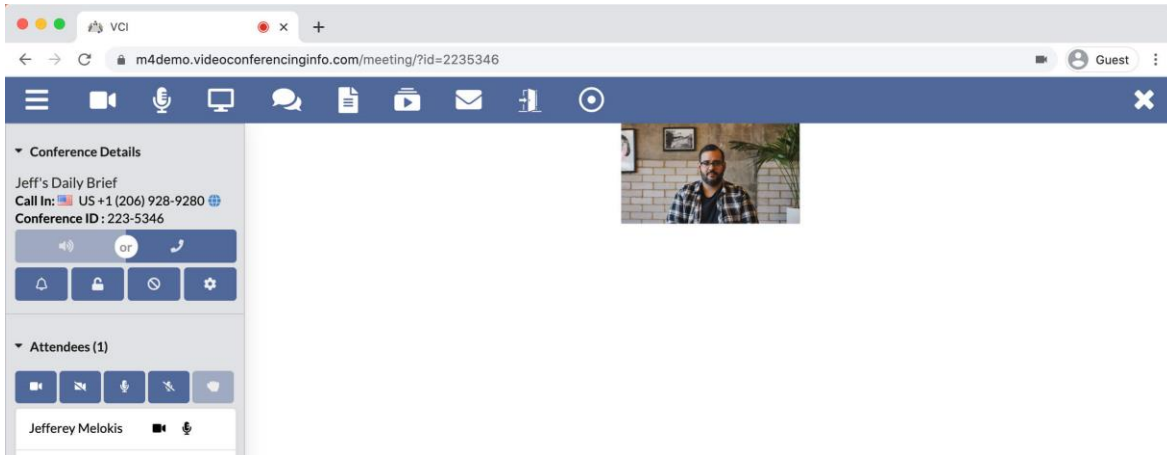 VCI
m4demo.videoconferencinginfo.com/meeting/?id=2235346
Guest
Conference Details
Jeff's Daily Brief
Call In: US +1 (206) 928-9280
Conference ID : 223-5346
or
Attendees (1)
Jefferey Melokis